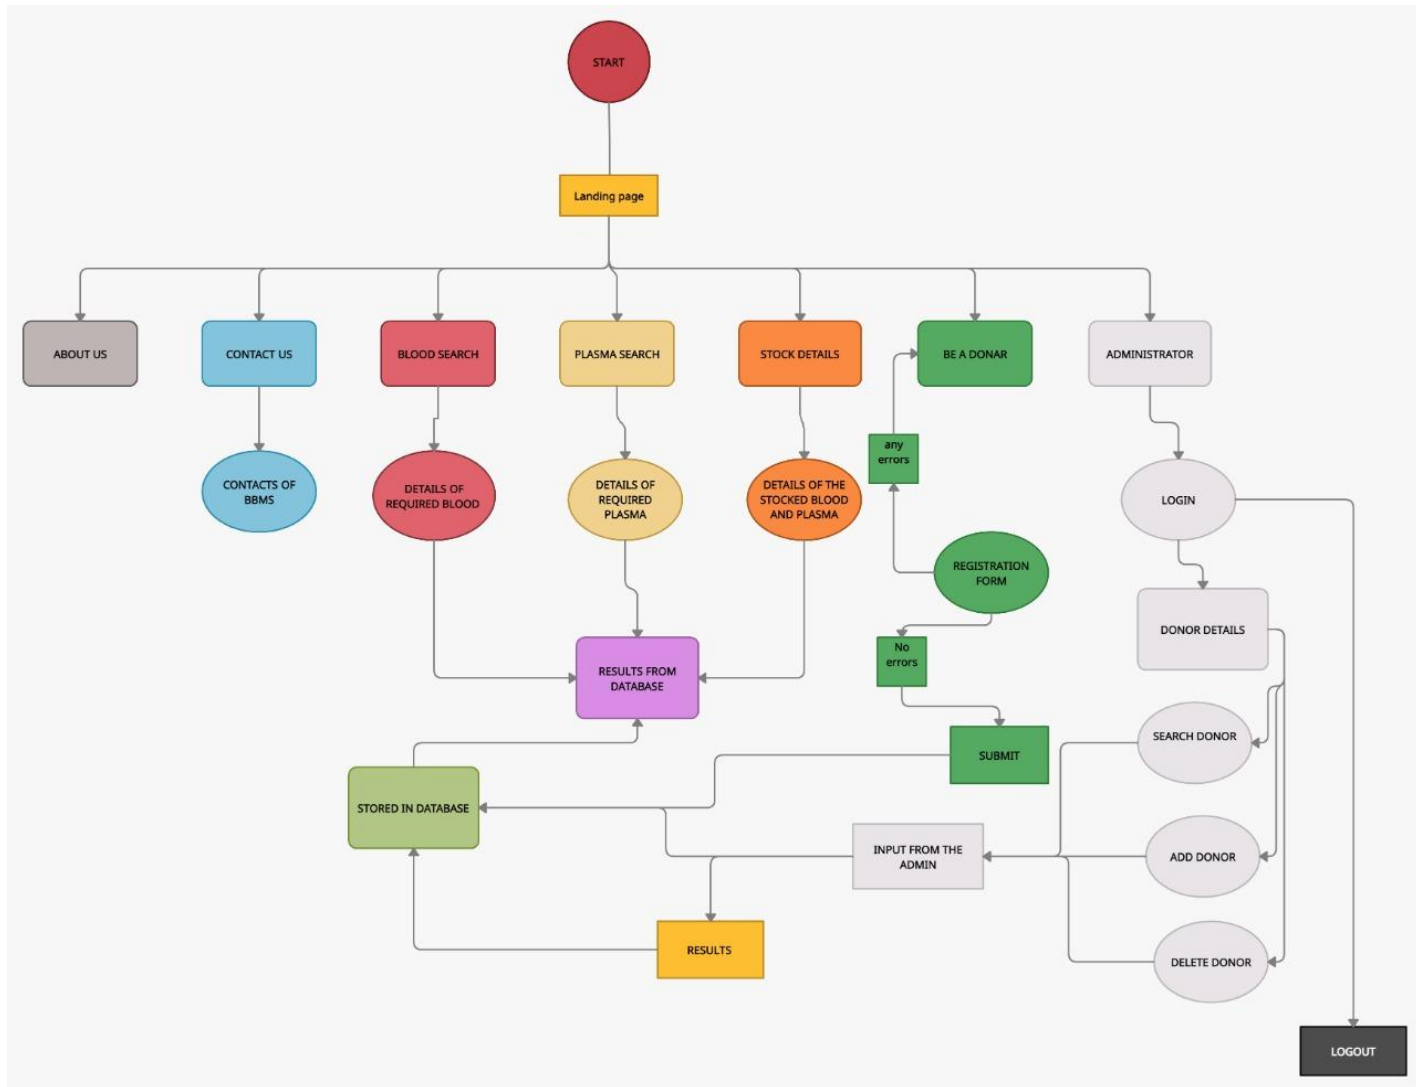 START
Landing page
ABOUT US
CONTACT US
BLOOD SEARCH
PLASMA SEARCH
STOCK DETAILS
BE A DONAR
ADMINISTRATOR
any
errors
CONTACTS OF
BBMS
DETAILS OF
REQUIRED BLOOD
DETAILS OF
REQUIRED
PLASMA
DETAILS OF THE
STOCKED BLOOD
AND PLASMA
LOGIN
REGISTRATION
FORM
DONOR DETAILS
No
errors
RESULTS FROM
DATABASE
SEARCH DONOR
SUBMIT
STORED IN DATABASE
INPUT FROM THE
ADMIN
ADD DONOR
RESULTS
DELETE DONOR
LOGOUT